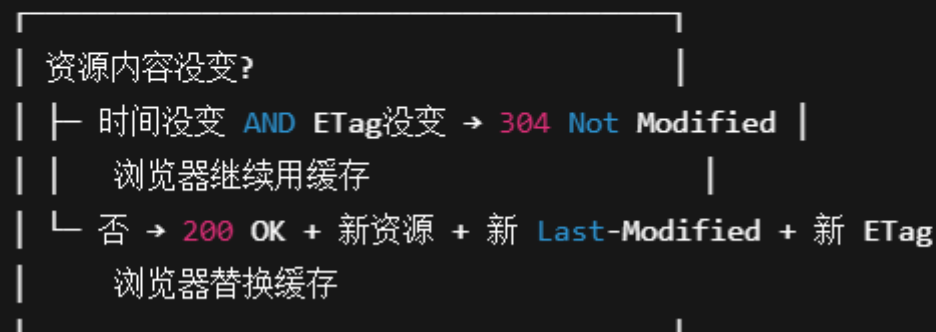 资源内容没变?
├─ 时间没变 AND ETag没变 → 304 Not Modified
浏览器继续用缓存
└─ 否 → 200 OK + 新资源 + 新 Last-Modified + 新 ETag
浏览器替换缓存